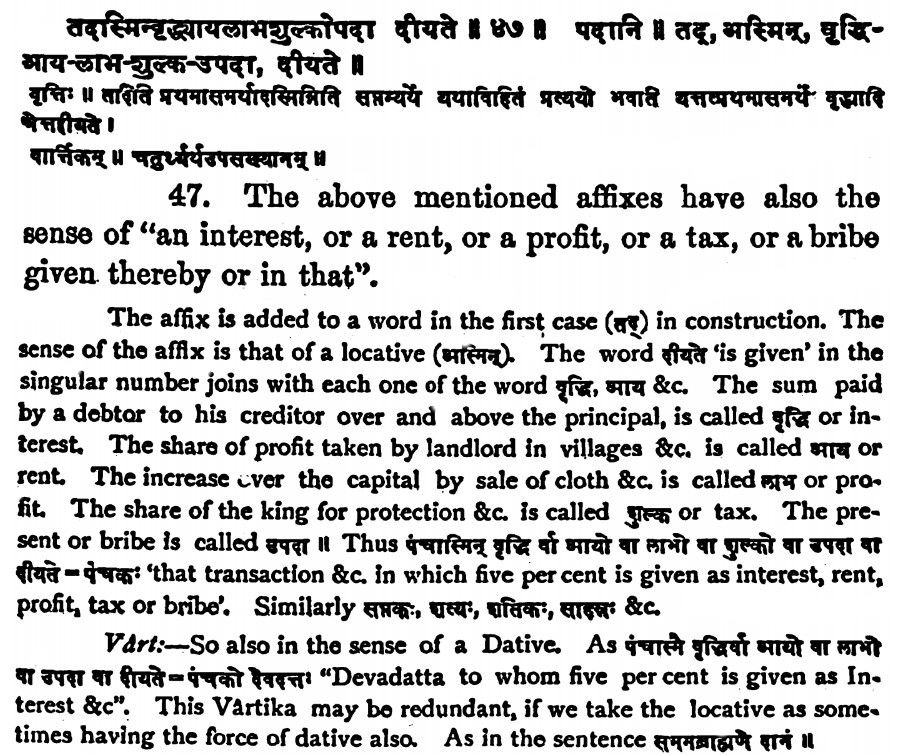 तदस्मिन्वृद्ध्यायलाभशुल्कोपदा दीयते ॥ ४७ ॥ पदानि ॥ तद्, अस्मिन्, वृद्धि-
आय-लाभ-शुल्क-उपदा, दीयते ॥
वृत्तिः ॥ तदिति प्रथमासमर्थादस्मिन्निति सप्तम्यर्थे यथाविहितं प्रत्ययो भवति यत्तत्प्रथमासमर्थं वृद्ध्यादि
चेत्तद्दीयते ।
वार्त्तिकम् ॥ चतुर्थ्यर्थउपसंख्यानम् ॥
47. The above mentioned affixes have also the
sense of “an interest, or a rent, or a profit, or a tax, or a bribe
given thereby or in that”.
The affix is added to a word in the first case (तद्) in construction. The
sense of the affix is that of a locative (अस्मिन्). The word दीयते ‘is given’ in the
singular number joins with each one of the word वृद्धि, आय &c. The sum paid
by a debtor to his creditor over and above the principal, is called वृद्धि or in-
terest. The share of profit taken by landlord in villages &c. is called आय or
rent. The increase over the capital by sale of cloth &c. is called लाभ or pro-
fit. The share of the king for protection &c. is called शुल्क or tax. The pre-
sent or bribe is called उपदा ॥ Thus पंचास्मिन् वृद्धि र्वा आयो वा लाभो वा शुल्को वा उपदा वा
दीयते = पंचकः ‘that transaction &c. in which five per cent is given as interest, rent,
profit, tax or bribe’. Similarly सप्तकः, शत्यः, शतिकः, साहस्रः &c.
Vârt:—So also in the sense of a Dative. As पंचास्मै वृद्धिर्वा आयो वा लाभो
वा उपदा वा दीयते = पंचको देवदत्तः “Devadatta to whom five per cent is given as In-
terest &c”. This Vârtika may be redundant, if we take the locative as some-
times having the force of dative also. As in the sentence सममब्राह्मणे दानं ॥